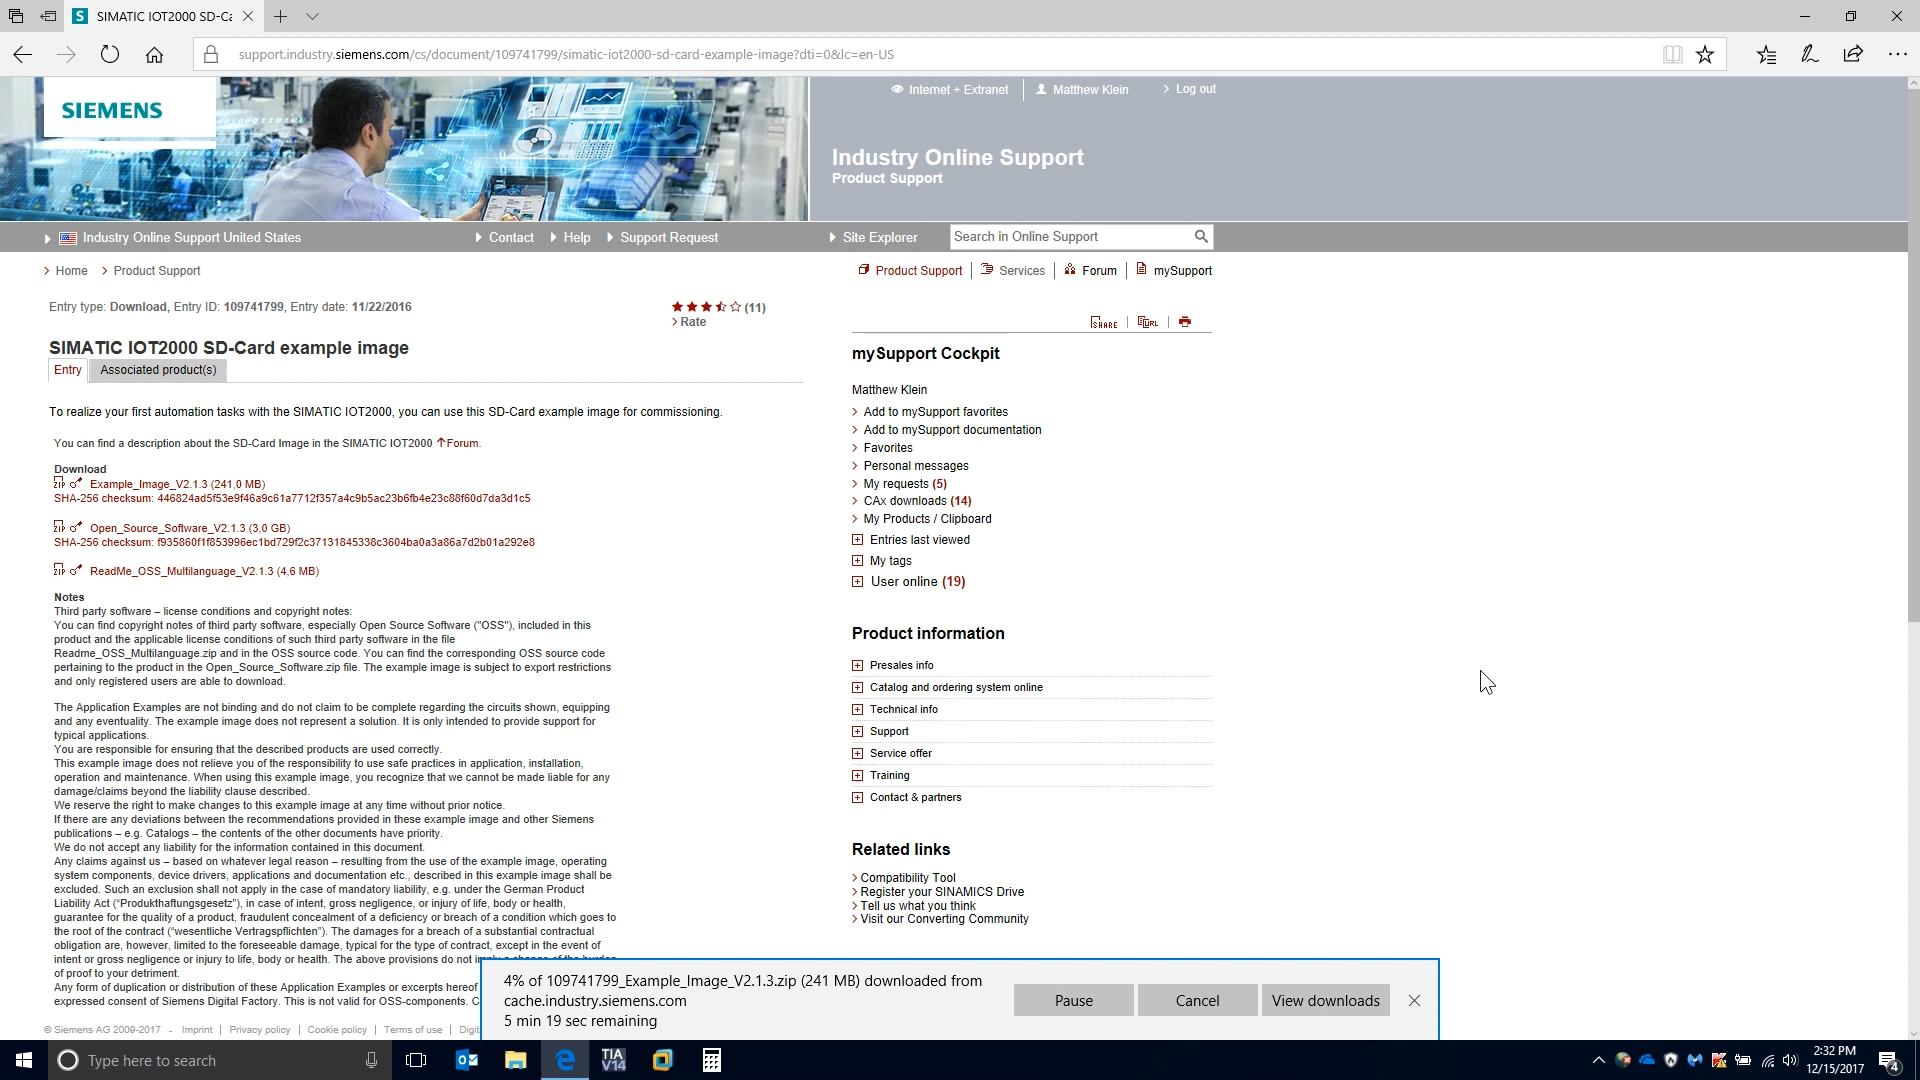 SIMATIC IOT2000 SD-Ca
support.industry.siemens.com/cs/document/109741799/simatic-iot2000-sd-card-example-image?dti=0&lc=en-US
SIEMENS
Internet + Extranet
Matthew Klein
Log out
Industry Online Support
Product Support
Industry Online Support United States
Contact
Help
Support Request
Site Explorer
Search in Online Support
Home
Product Support
Product Support
Services
Forum
mySupport
Entry type: Download, Entry ID: 109741799, Entry date: 11/22/2016
(11)
Rate
SHARE
URL
SIMATIC IOT2000 SD-Card example image
Entry
Associated product(s)
To realize your first automation tasks with the SIMATIC IOT2000, you can use this SD-Card example image for commissioning.
You can find a description about the SD-Card Image in the SIMATIC IOT2000 Forum.
Download
ZIP Example_Image_V2.1.3 (241,0 MB)
SHA-256 checksum: 446824ad5f53e9f46a9c61a7712f357a4c9b5ac23b6fb4e23c88f60d7da3d1c5
ZIP Open_Source_Software_V2.1.3 (3,0 GB)
SHA-256 checksum: f935860f1f853996ec1bd729f2c37131845338c3604ba0a3a86a7d2b01a292e8
ZIP ReadMe_OSS_Multilanguage_V2.1.3 (4,6 MB)
Notes
Third party software – license conditions and copyright notes:
You can find copyright notes of third party software, especially Open Source Software ("OSS"), included in this
product and the applicable license conditions of such third party software in the file
Readme_OSS_Multilanguage.zip and in the OSS source code. You can find the corresponding OSS source code
pertaining to the product in the Open_Source_Software.zip file. The example image is subject to export restrictions
and only registered users are able to download.
The Application Examples are not binding and do not claim to be complete regarding the circuits shown, equipping
and any eventuality. The example image does not represent a solution. It is only intended to provide support for
typical applications.
You are responsible for ensuring that the described products are used correctly.
This example image does not relieve you of the responsibility to use safe practices in application, installation,
operation and maintenance. When using this example image, you recognize that we cannot be made liable for any
damage/claims beyond the liability clause described.
We reserve the right to make changes to this example image at any time without prior notice.
If there are any deviations between the recommendations provided in these example image and other Siemens
publications – e.g. Catalogs – the contents of the other documents have priority.
We do not accept any liability for the information contained in this document.
Any claims against us – based on whatever legal reason – resulting from the use of the example image, operating
system components, device drivers, applications and documentation etc., described in this example image shall be
excluded. Such an exclusion shall not apply in the case of mandatory liability, e.g. under the German Product
Liability Act ("Produkthaftungsgesetz"), in case of intent, gross negligence, or injury of life, body or health,
guarantee for the quality of a product, fraudulent concealment of a deficiency or breach of a condition which goes to
the root of the contract ("wesentliche Vertragspflichten"). The damages for a breach of a substantial contractual
obligation are, however, limited to the foreseeable damage, typical for the type of contract, except in the event of
intent or gross negligence or injury to life, body or health. The above provisions do not imply a change of the burden
of proof to your detriment.
Any form of duplication or distribution of these Application Examples or excerpts hereof
expressed consent of Siemens Digital Factory. This is not valid for OSS-components. C
© Siemens AG 2009-2017 - Imprint | Privacy policy | Cookie policy | Terms of use | Digit
mySupport Cockpit
Matthew Klein
Add to mySupport favorites
Add to mySupport documentation
Favorites
Personal messages
My requests (5)
CAx downloads (14)
My Products / Clipboard
Entries last viewed
My tags
User online (19)
Product information
Presales info
Catalog and ordering system online
Technical info
Support
Service offer
Training
Contact & partners
Related links
Compatibility Tool
Register your SINAMICS Drive
Tell us what you think
Visit our Converting Community
4% of 109741799_Example_Image_V2.1.3.zip (241 MB) downloaded from
cache.industry.siemens.com
5 min 19 sec remaining
Pause
Cancel
View downloads
Type here to search
TIA
V14
2:32 PM
12/15/2017
4